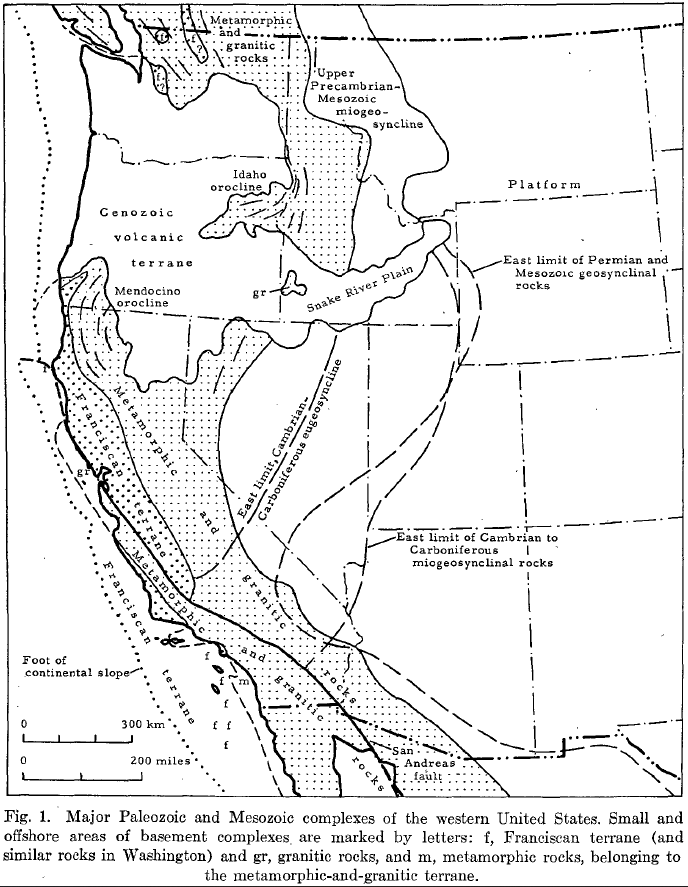 Metamorphic
and
granitic
rocks
f?
f
?
f
?
Upper
Precambrian-
Mesozoic
miogeo-
syncline
Idaho
orocline
Platform
Cenozoic
volcanic
terrane
East limit of Permian and
Mesozoic geosynclinal
rocks
Mendocino
orocline
gr
Snake River Plain
f
Franciscan terrane
Metamorphic and granitic rocks
East limit, Cambrian-
Carboniferous eugeosyncline
gr
East limit of Cambrian to
Carboniferous
miogeosynclinal rocks
Metamorphic and granitic rocks
Franciscan terrane
Foot of
continental slope
f
f ~ m
f
f f
f
0 300 km
0 200 miles
San
Andreas
fault
Fig. 1. Major Paleozoic and Mesozoic complexes of the western United States. Small and
offshore areas of basement complexes are marked by letters: f, Franciscan terrane (and
similar rocks in Washington) and gr, granitic rocks, and m, metamorphic rocks, belonging to
the metamorphic-and-granitic terrane.